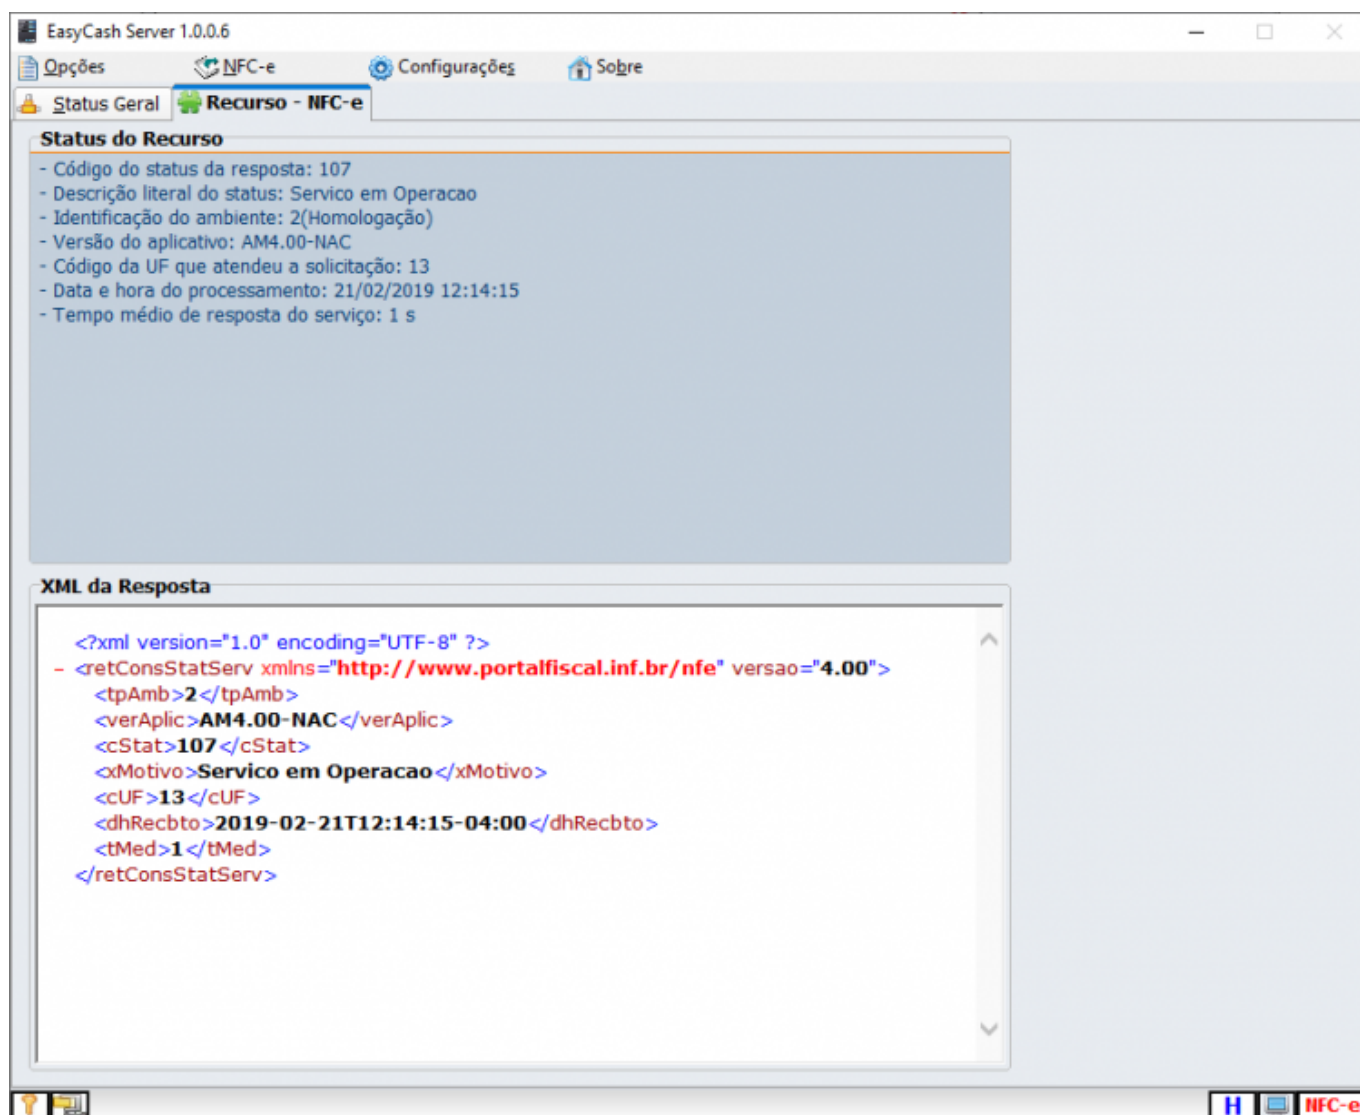 EasyCash Server 1.0.0.6
Opções NFC-e Configurações Sobre
Status Geral Recurso - NFC-e
Status do Recurso
- Código do status da resposta: 107
- Descrição literal do status: Servico em Operacao
- Identificação do ambiente: 2(Homologação)
- Versão do aplicativo: AM4.00-NAC
- Código da UF que atendeu a solicitação: 13
- Data e hora do processamento: 21/02/2019 12:14:15
- Tempo médio de resposta do serviço: 1 s
XML da Resposta
<?xml version="1.0" encoding="UTF-8" ?>
- <retConsStatServ xmlns="http://www.portalfiscal.inf.br/nfe" versao="4.00">
<tpAmb>2</tpAmb>
<verAplic>AM4.00-NAC</verAplic>
<cStat>107</cStat>
<xMotivo>Servico em Operacao</xMotivo>
<cUF>13</cUF>
<dhRecbto>2019-02-21T12:14:15-04:00</dhRecbto>
<tMed>1</tMed>
</retConsStatServ>
H NFC-e